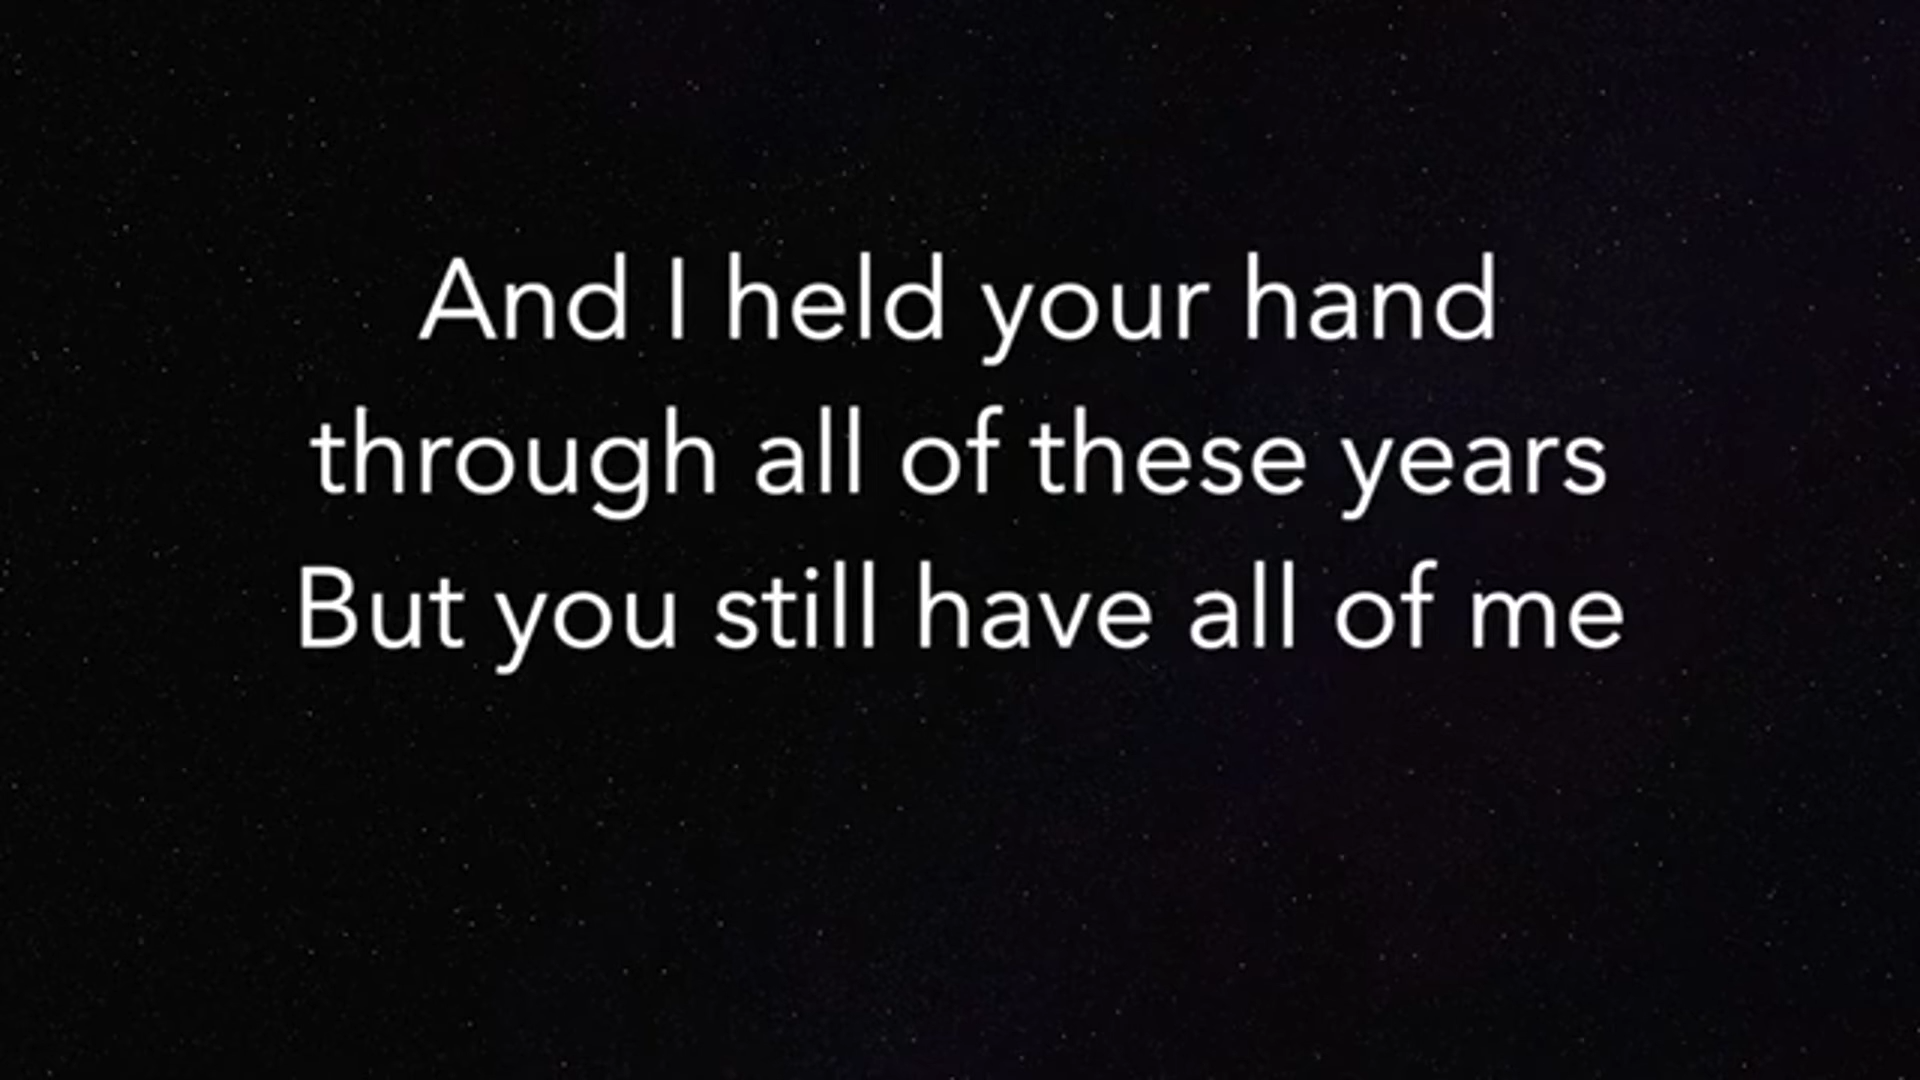 And I held your hand
through all of these years
But you still have all of me